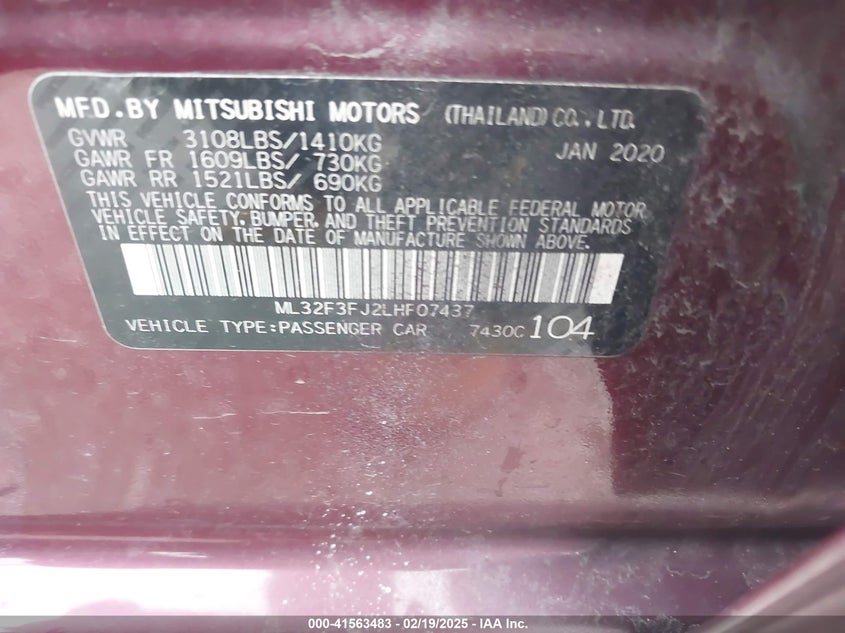 MFD.BY MITSUBISHI MOTORS (THAILAND) CO.,LTD.
GVWR 3108LBS/1410KG JAN 2020
GAWR FR 1609LBS/ 730KG
GAWR RR 1521LBS/ 690KG
THIS VEHICLE CONFORMS TO ALL APPLICABLE FEDERAL MOTOR
VEHICLE SAFETY, BUMPER, AND THEFT PREVENTION STANDARDS
IN EFFECT ON THE DATE OF MANUFACTURE SHOWN ABOVE.
ML32F3FJ2LHF07437
VEHICLE TYPE:PASSENGER CAR 7430C 104
000-41563483 - 02/19/2025 - IAA Inc.